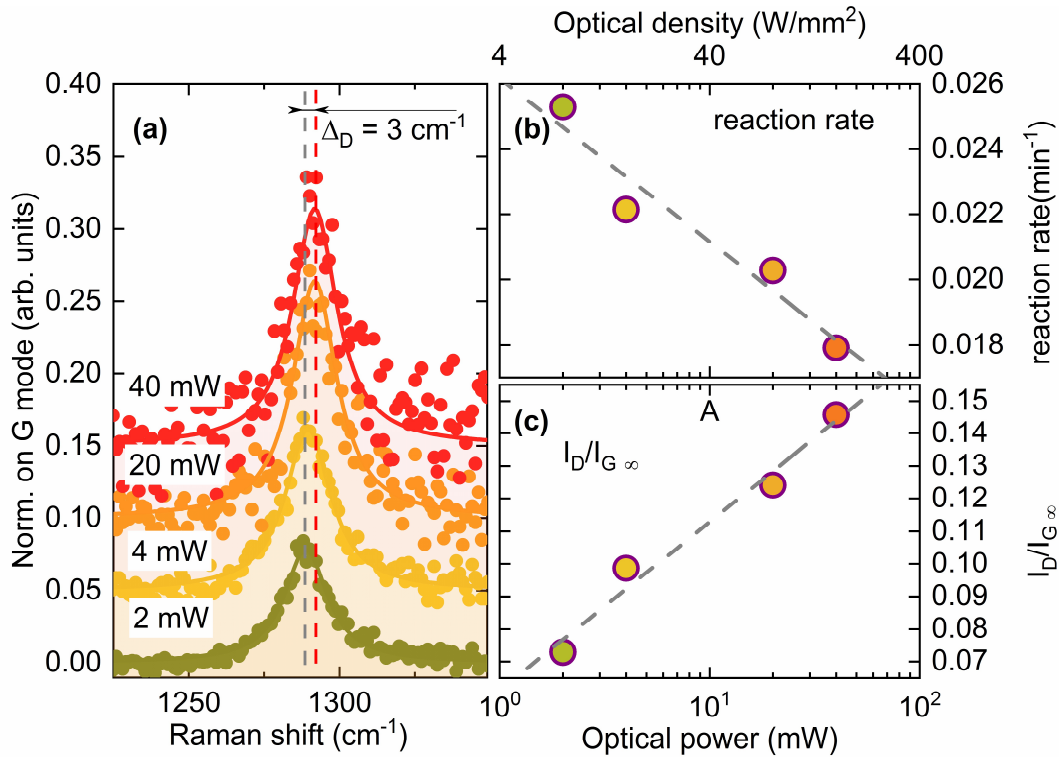 Optical density (W/mm²)
4 40 400
0.40
0.35
0.30
0.25
0.20
0.15
0.10
0.05
0.00
Norm. on G mode (arb. units)
(a)
Δ_D = 3 cm⁻¹
40 mW
20 mW
4 mW
2 mW
1250 1300
Raman shift (cm⁻¹)
(b)
reaction rate
0.026
0.024
0.022
0.020
0.018
reaction rate(min⁻¹)
(c)
A
I_D/I_G ∞
0.15
0.13
0.12
0.11
0.10
0.09
0.08
0.07
I_D/I_G ∞
10⁰ 10¹ 10²
Optical power (mW)